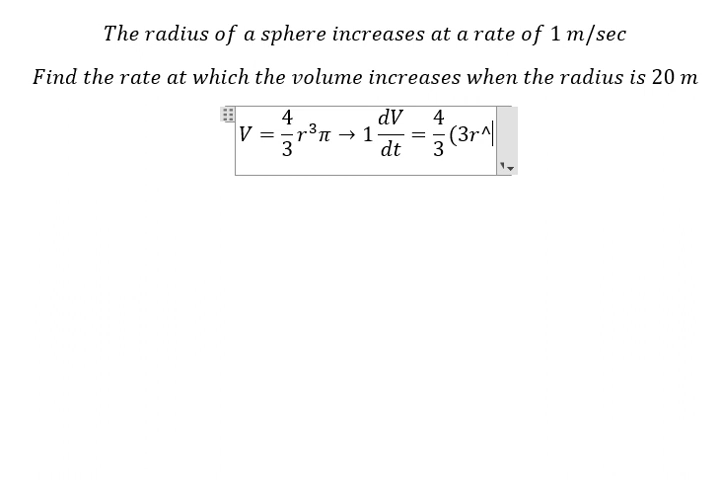 The radius of a sphere increases at a rate of 1 m/sec
Find the rate at which the volume increases when the radius is 20 m
V = 4/3 r³π → 1 dV/dt = 4/3 (3r^